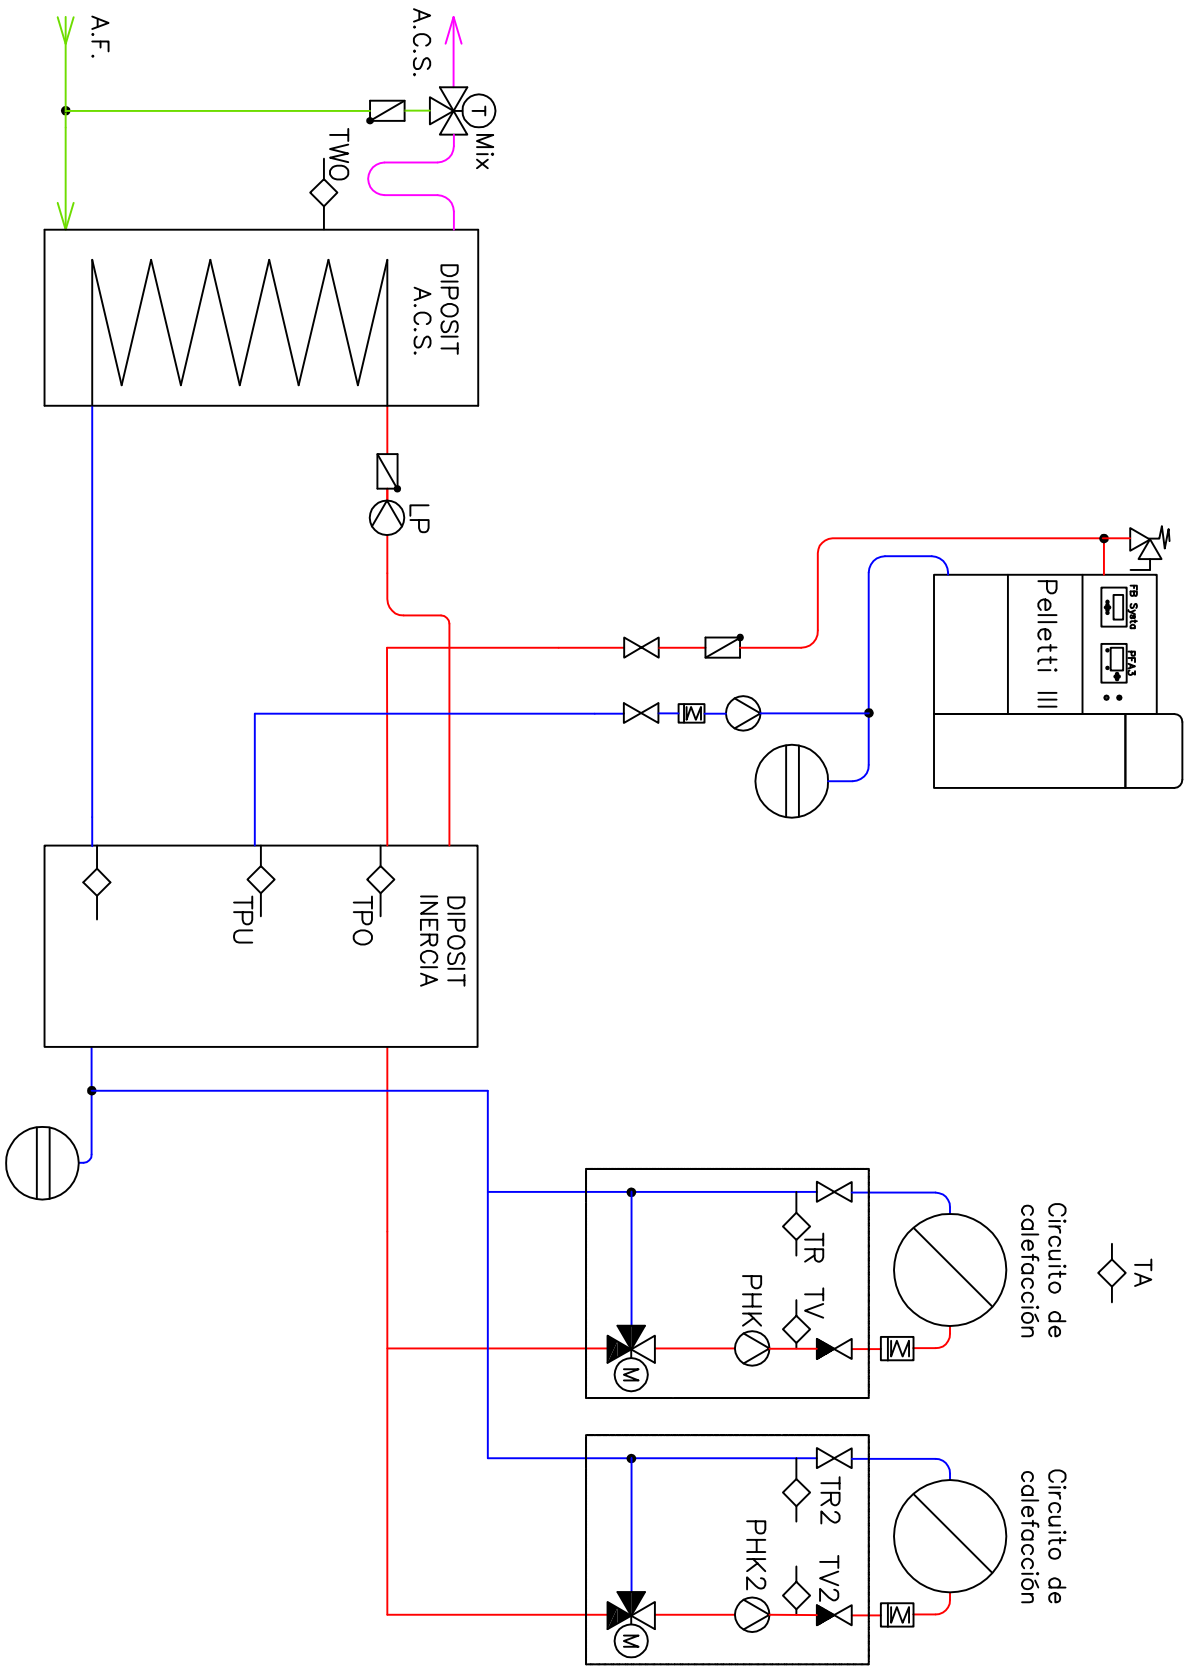 TA
FB Systa
PFA3
Pelletti III
Circuito de
calefacción
Circuito de
calefacción
TR
TV
PHK
M
TR2
TV2
PHK2
M
T
Mix
A.C.S.
TWO
A.F.
DIPOSIT
A.C.S.
LP
DIPOSIT
INERCIA
TPO
TPU